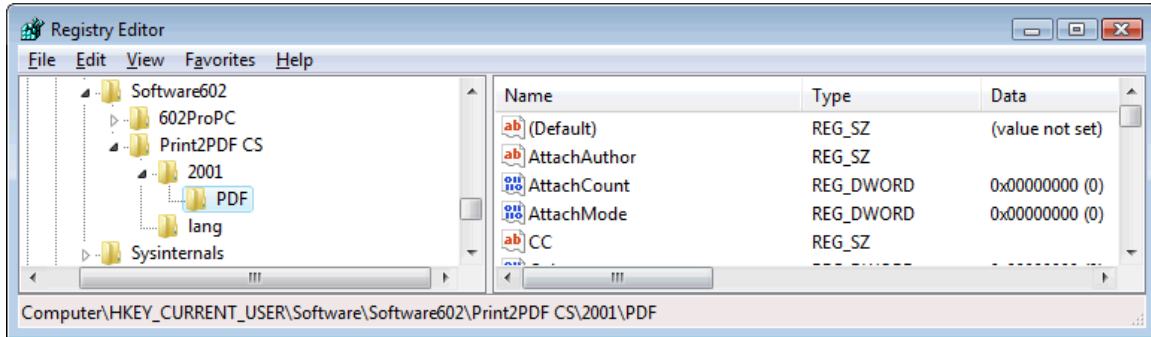 Registry Editor
File Edit View Favorites Help
Software602
602ProPC
Print2PDF CS
2001
PDF
lang
Sysinternals
Name Type Data
(Default) REG_SZ (value not set)
AttachAuthor REG_SZ
AttachCount REG_DWORD 0x00000000 (0)
AttachMode REG_DWORD 0x00000000 (0)
CC REG_SZ
Computer\HKEY_CURRENT_USER\Software\Software602\Print2PDF CS\2001\PDF